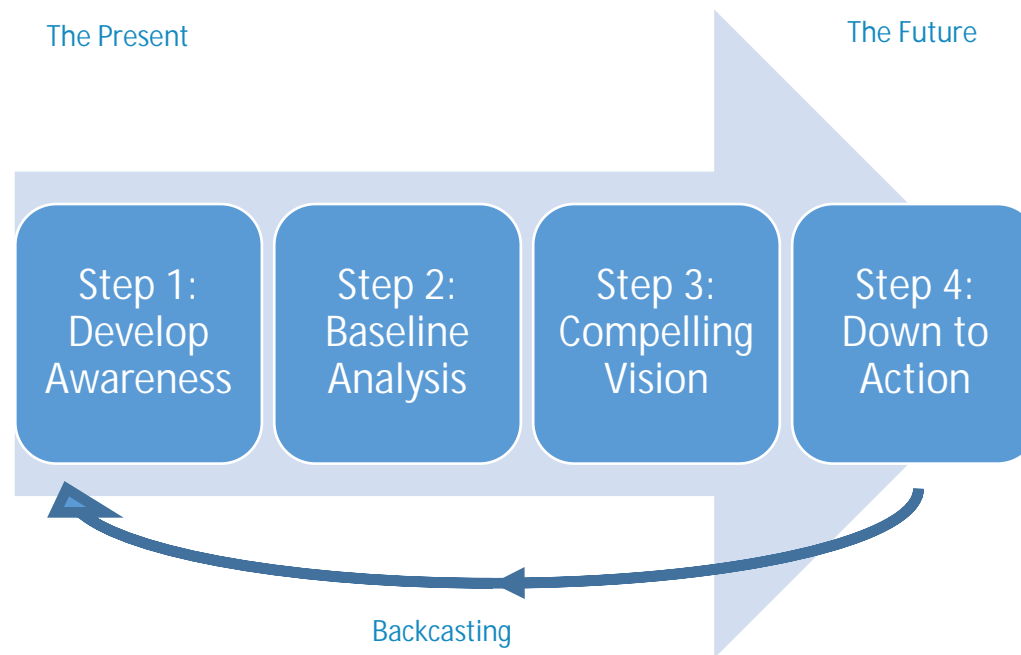 The Present
The Future
Step 1:
Develop
Awareness
Step 2:
Baseline
Analysis
Step 3:
Compelling
Vision
Step 4:
Down to
Action
Backcasting